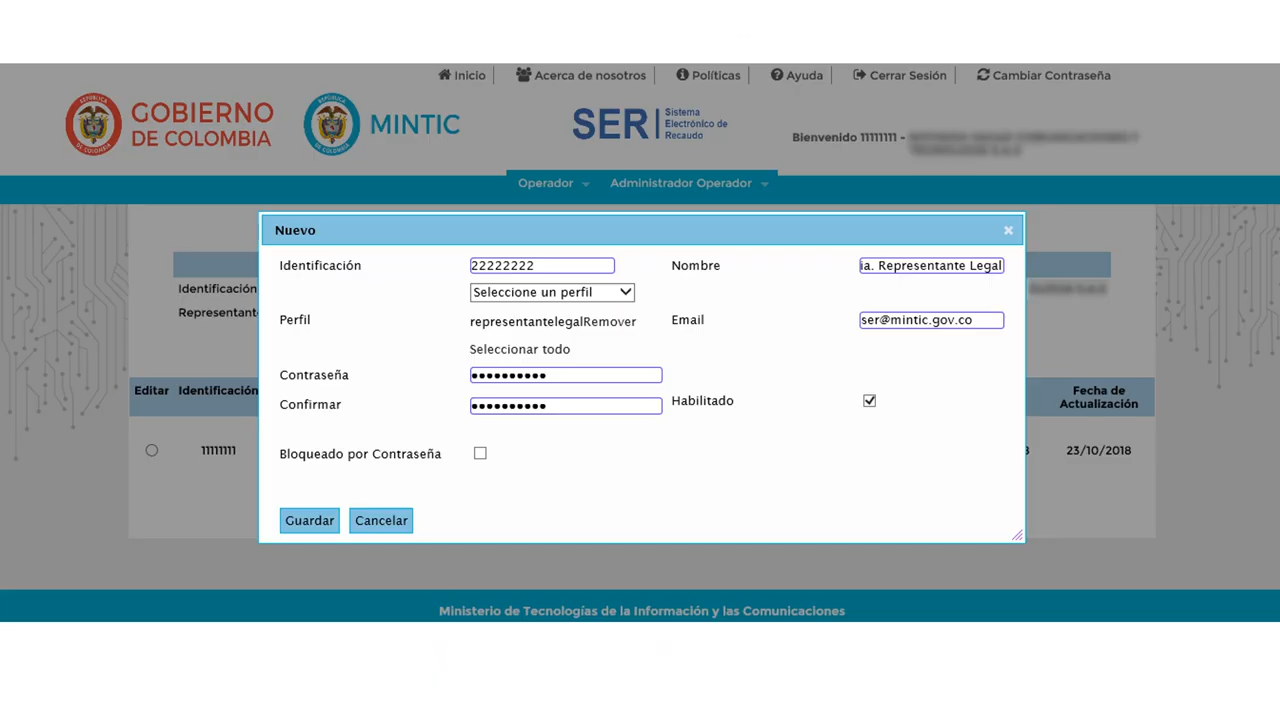 Inicio
Acerca de nosotros
Políticas
Ayuda
Cerrar Sesión
Cambiar Contraseña
GOBIERNO
DE COLOMBIA
MINTIC
SER
Sistema
Electrónico de
Recaudo
Bienvenido 11111111 -
Operador
Administrador Operador
Nuevo
Identificación
22222222
Nombre
ia. Representante Legal
Seleccione un perfil
Perfil
representantelegalRemover
Email
ser@mintic.gov.co
Seleccionar todo
Contraseña
••••••••••
Confirmar
••••••••••
Habilitado
Bloqueado por Contraseña
Guardar
Cancelar
Identificación
Representante
Editar
Identificación
Fecha de
Actualización
11111111
23/10/2018
Ministerio de Tecnologías de la Información y las Comunicaciones